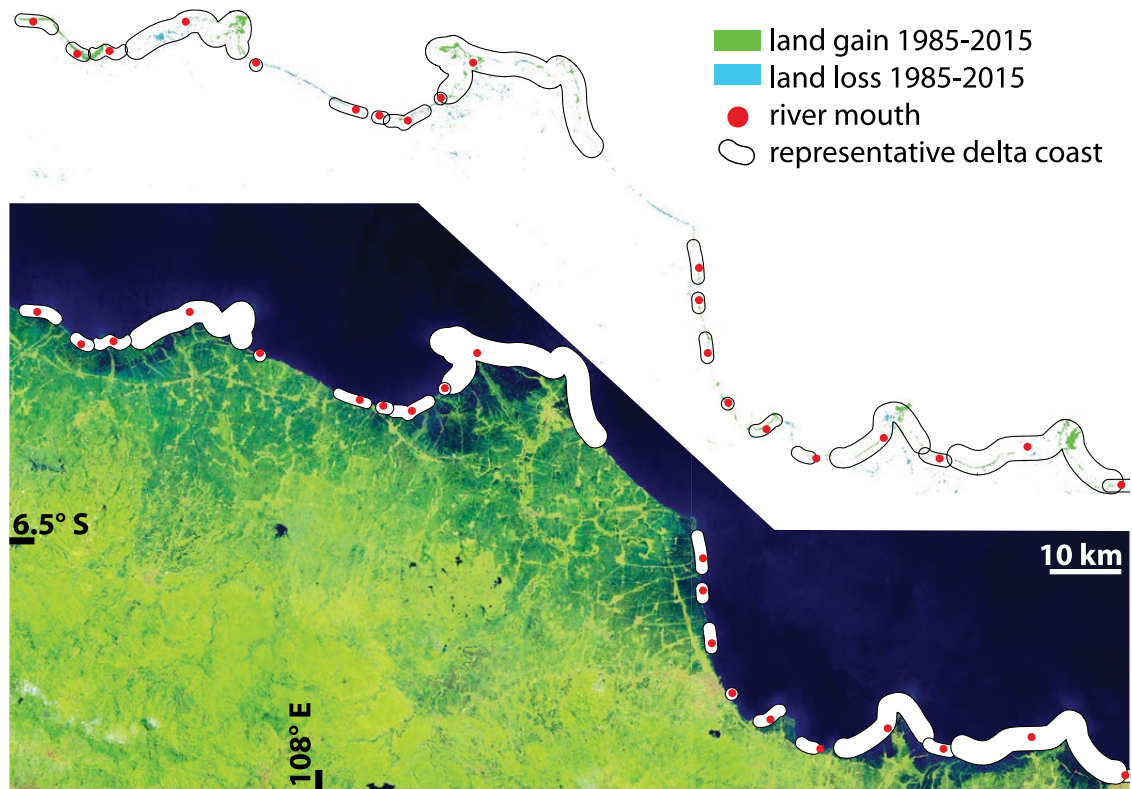 land gain 1985-2015
land loss 1985-2015
river mouth
representative delta coast
6.5° S
10 km
108° E